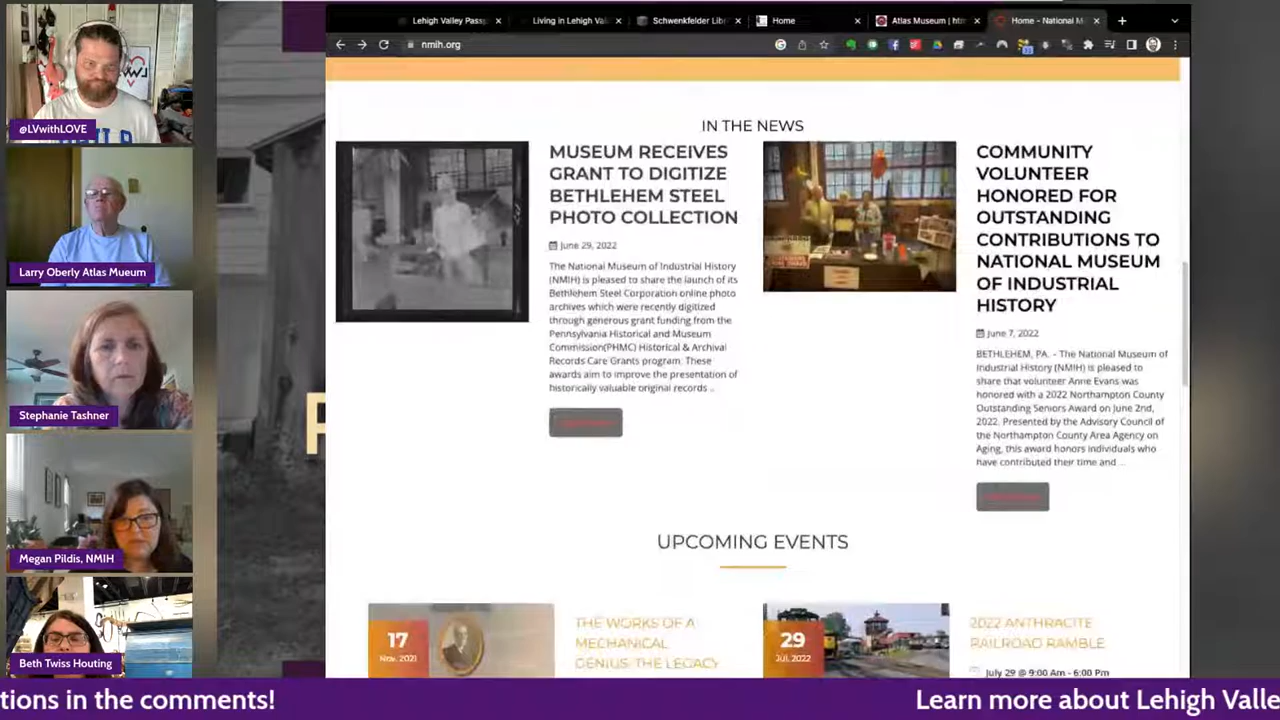 Lehigh Valley Pass
Living in Lehigh Va
Schwenkfelder Libr
Home
Atlas Museum | ht
Home - National M
nmih.org
@LVwithLOVE
Larry Oberly Atlas Mueum
Stephanie Tashner
Megan Pildis, NMIH
Beth Twiss Houting
IN THE NEWS
MUSEUM RECEIVES
GRANT TO DIGITIZE
BETHLEHEM STEEL
PHOTO COLLECTION
June 29, 2022
The National Museum of Industrial History
(NMIH) is pleased to share the launch of its
Bethlehem Steel Corporation online photo
archives which were recently digitized
through generous grant funding from the
Pennsylvania Historical and Museum
Commission(PHMC) Historical & Archival
Records Care Grants program. These
awards aim to improve the presentation of
historically valuable original records ..
COMMUNITY
VOLUNTEER
HONORED FOR
OUTSTANDING
CONTRIBUTIONS TO
NATIONAL MUSEUM
OF INDUSTRIAL
HISTORY
June 7, 2022
BETHLEHEM, PA. - The National Museum of
Industrial History (NMIH) is pleased to
share that volunteer Anne Evans was
honored with a 2022 Northampton County
Outstanding Seniors Award on June 2nd,
2022. Presented by the Advisory Council of
the Northampton County Area Agency on
Aging, this award honors individuals who
have contributed their time and ...
UPCOMING EVENTS
17
Nov, 2021
THE WORKS OF A
MECHANICAL
GENIUS: THE LEGACY
29
Jul, 2022
2022 ANTHRACITE
RAILROAD RAMBLE
July 29 @ 9:00 Am - 6:00 Pm
tions in the comments!
Learn more about Lehigh Valle